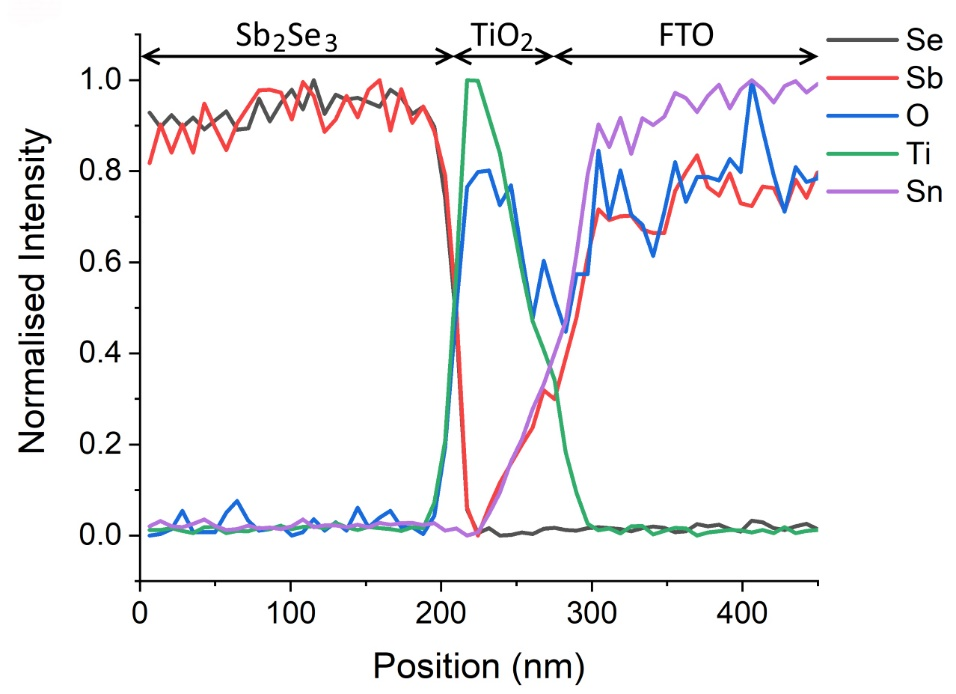 Sb₂Se₃ TiO₂ FTO
Se
Sb
O
Ti
Sn
1.0
0.8
0.6
0.4
0.2
0.0
Normalised Intensity
0 100 200 300 400
Position (nm)